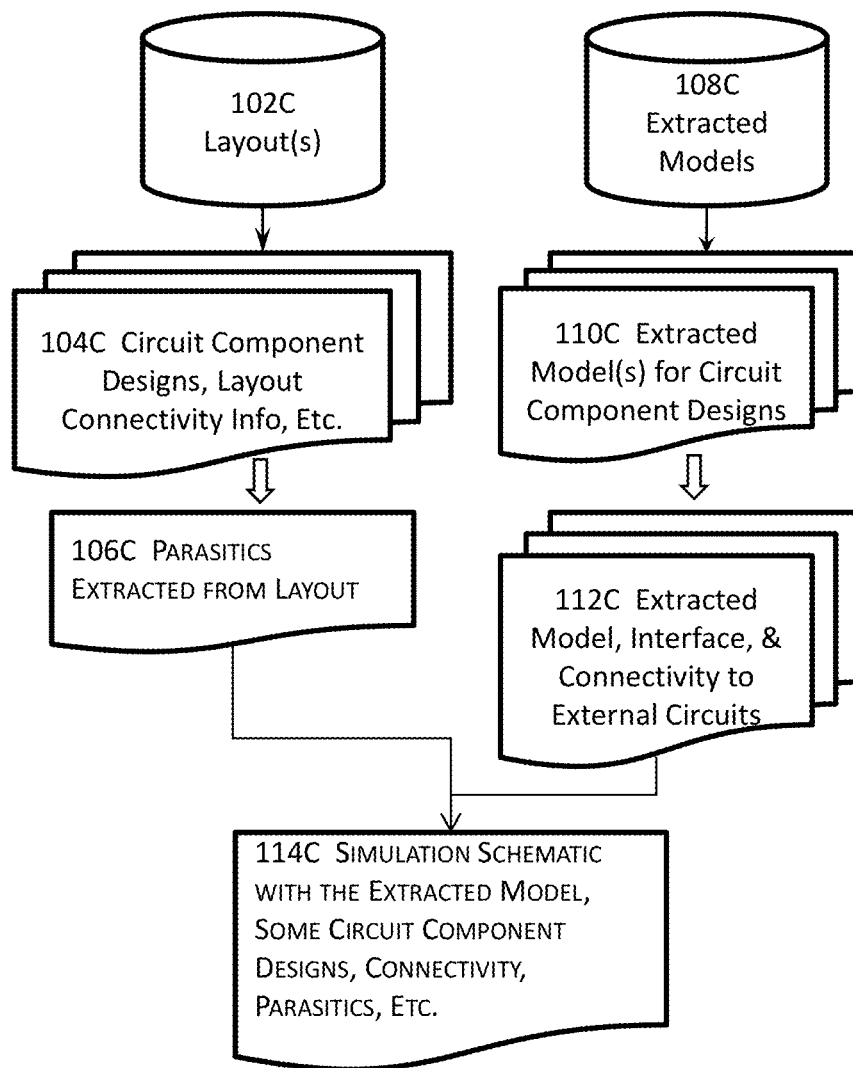 102C
Layout(s)
108C
Extracted
Models
104C Circuit Component
Designs, Layout
Connectivity Info, Etc.
110C Extracted
Model(s) for Circuit
Component Designs
106C PARASITICS
EXTRACTED FROM LAYOUT
112C Extracted
Model, Interface, &
Connectivity to
External Circuits
114C SIMULATION SCHEMATIC
WITH THE EXTRACTED MODEL,
SOME CIRCUIT COMPONENT
DESIGNS, CONNECTIVITY,
PARASITICS, ETC.